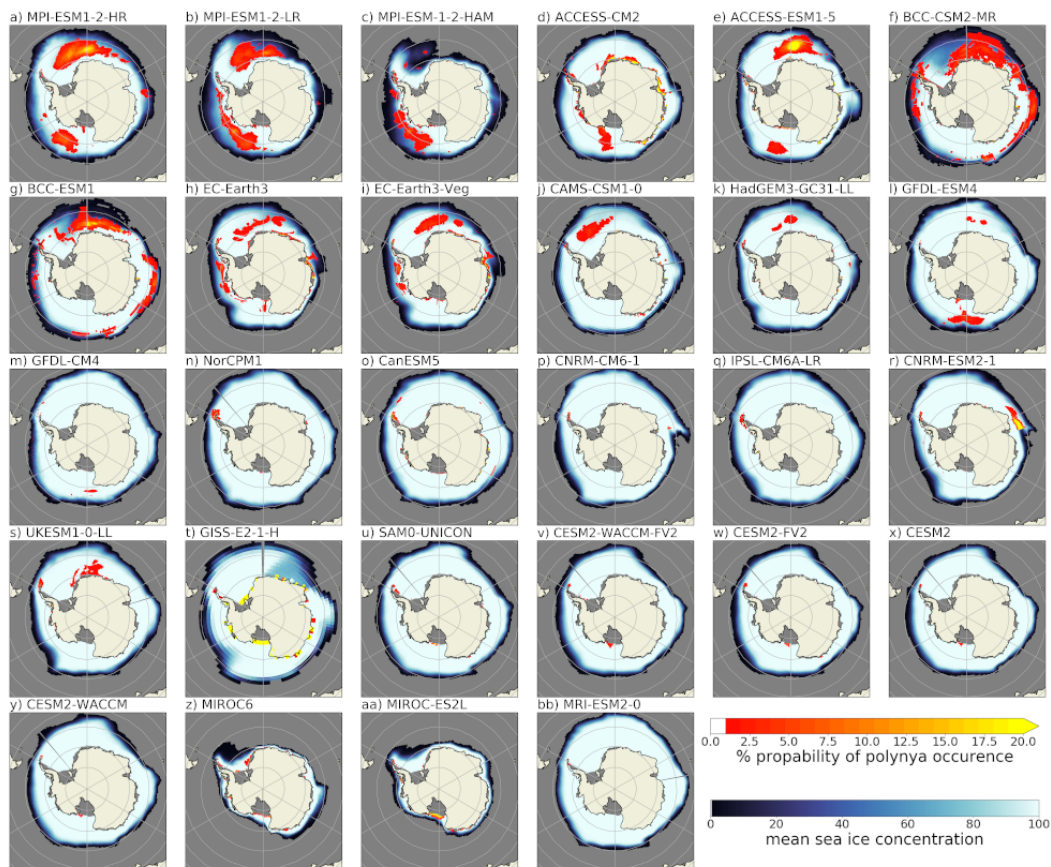 a) MPI-ESM1-2-HR
b) MPI-ESM1-2-LR
c) MPI-ESM-1-2-HAM
d) ACCESS-CM2
e) ACCESS-ESM1-5
f) BCC-CSM2-MR
g) BCC-ESM1
h) EC-Earth3
i) EC-Earth3-Veg
j) CAMS-CSM1-0
k) HadGEM3-GC31-LL
l) GFDL-ESM4
m) GFDL-CM4
n) NorCPM1
o) CanESM5
p) CNRM-CM6-1
q) IPSL-CM6A-LR
r) CNRM-ESM2-1
s) UKESM1-0-LL
t) GISS-E2-1-H
u) SAM0-UNICON
v) CESM2-WACCM-FV2
w) CESM2-FV2
x) CESM2
y) CESM2-WACCM
z) MIROC6
aa) MIROC-ES2L
bb) MRI-ESM2-0
0.0 2.5 5.0 7.5 10.0 12.5 15.0 17.5 20.0
% propability of polynya occurence
0 20 40 60 80 100
mean sea ice concentration